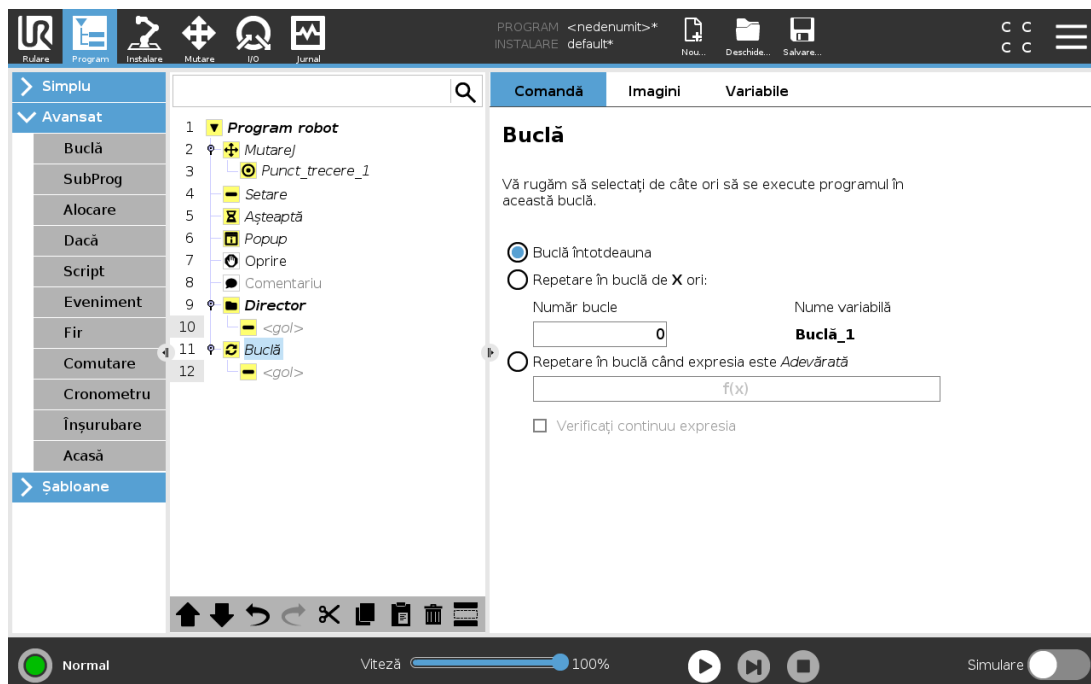 PROGRAM <nedenumit>*
INSTALARE default*
Rulare Program Instalare Mutare I/O Jurnal Nou... Deschide... Salvare...
C C
C C
Simplu
Avansat
Buclă
SubProg
Alocare
Dacă
Script
Eveniment
Fir
Comutare
Cronometru
Înșurubare
Acasă
Șabloane
1 Program robot
2 MutareJ
3 Punct_trecere_1
4 Setare
5 Așteaptă
6 Popup
7 Oprire
8 Comentariu
9 Director
10 <gol>
11 Buclă
12 <gol>
Comandă Imagini Variabile
Buclă
Vă rugăm să selectați de câte ori să se execute programul în
această buclă.
Buclă întotdeauna
Repetare în buclă de X ori:
Număr bucle Nume variabilă
0 Buclă_1
Repetare în buclă când expresia este Adevărată
f(x)
Verificați continuu expresia
Normal Viteză 100% Simulare